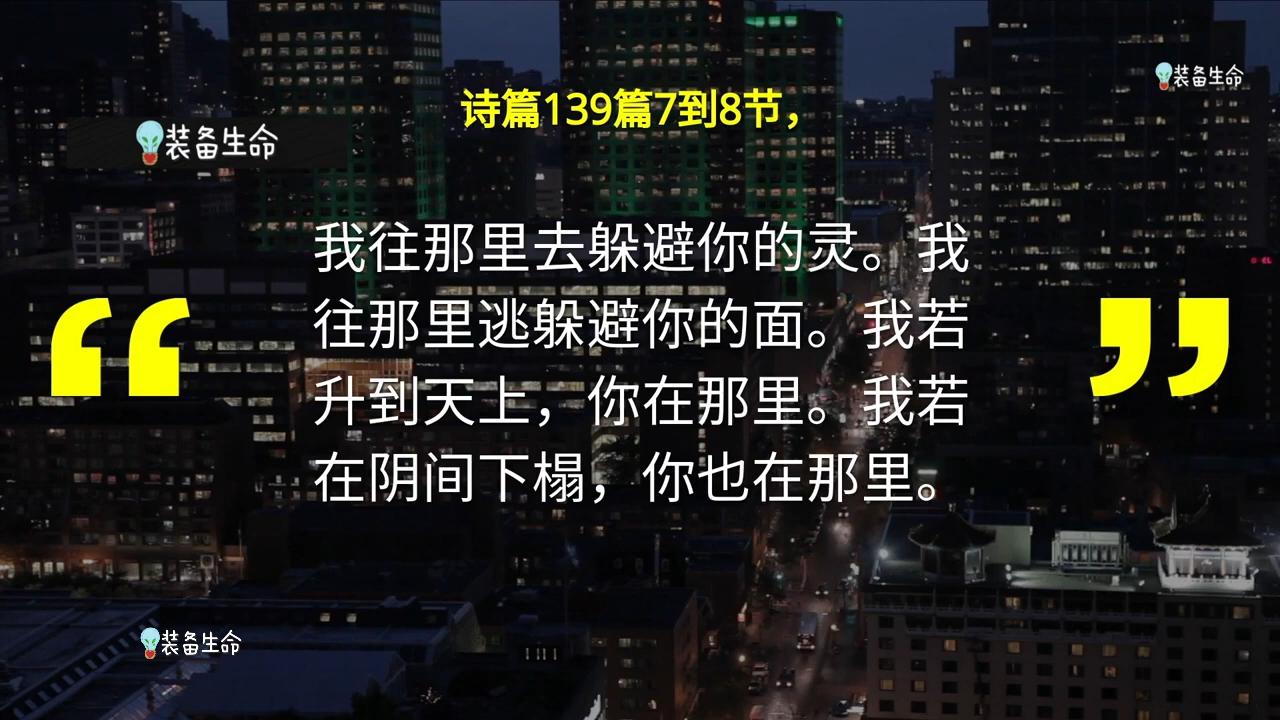 装备生命
诗篇139篇7到8节，
装备生命
我往那里去躲避你的灵。我
往那里逃躲避你的面。我若
升到天上，你在那里。我若
在阴间下榻，你也在那里。
装备生命